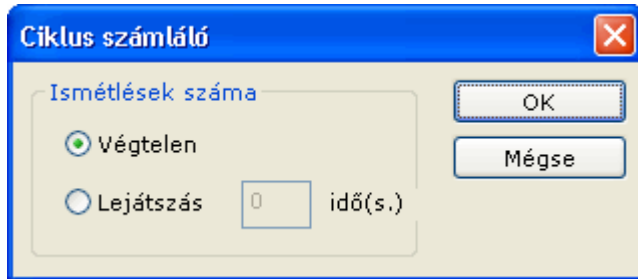 Ciklus számláló
Ismétlések száma
Végtelen
Lejátszás 0 idő(s.)
OK
Mégse